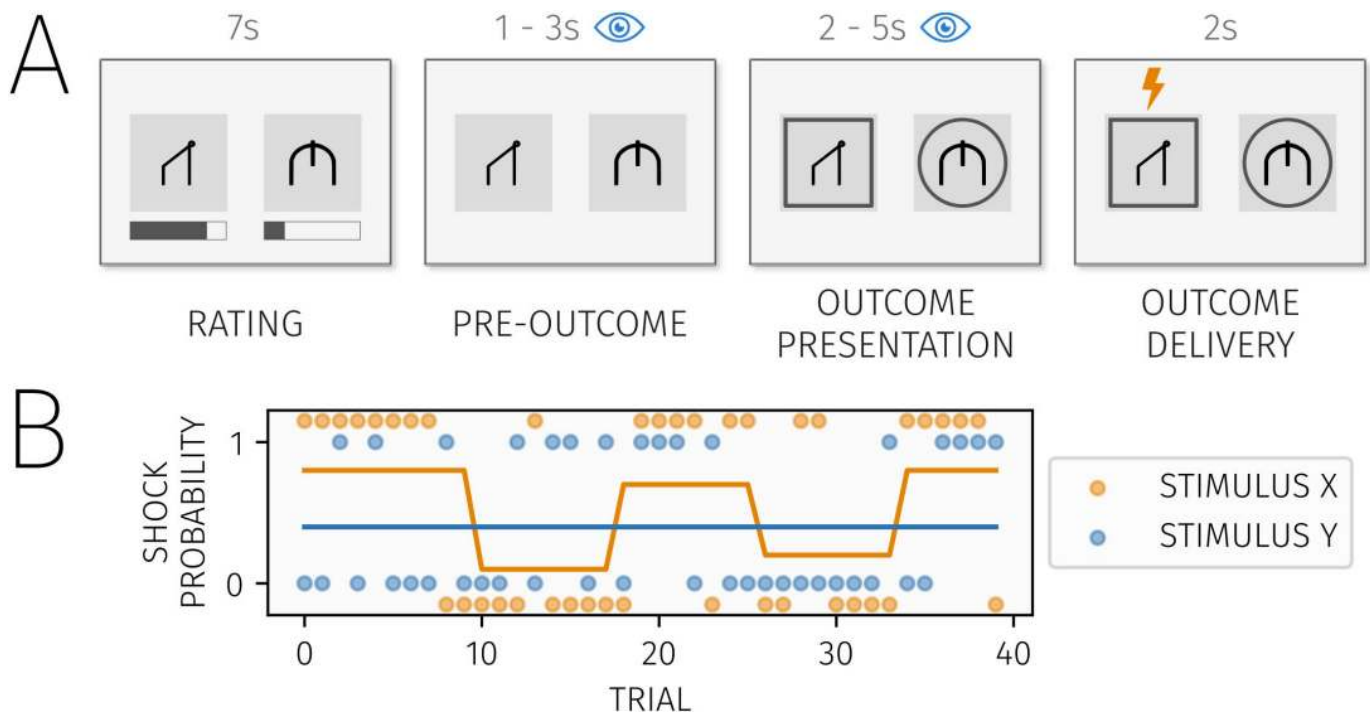 A
7s
1 - 3s
2 - 5s
2s
RATING
PRE-OUTCOME
OUTCOME
PRESENTATION
OUTCOME
DELIVERY
B
SHOCK
PROBABILITY
1
0
0
10
20
30
40
TRIAL
STIMULUS X
STIMULUS Y